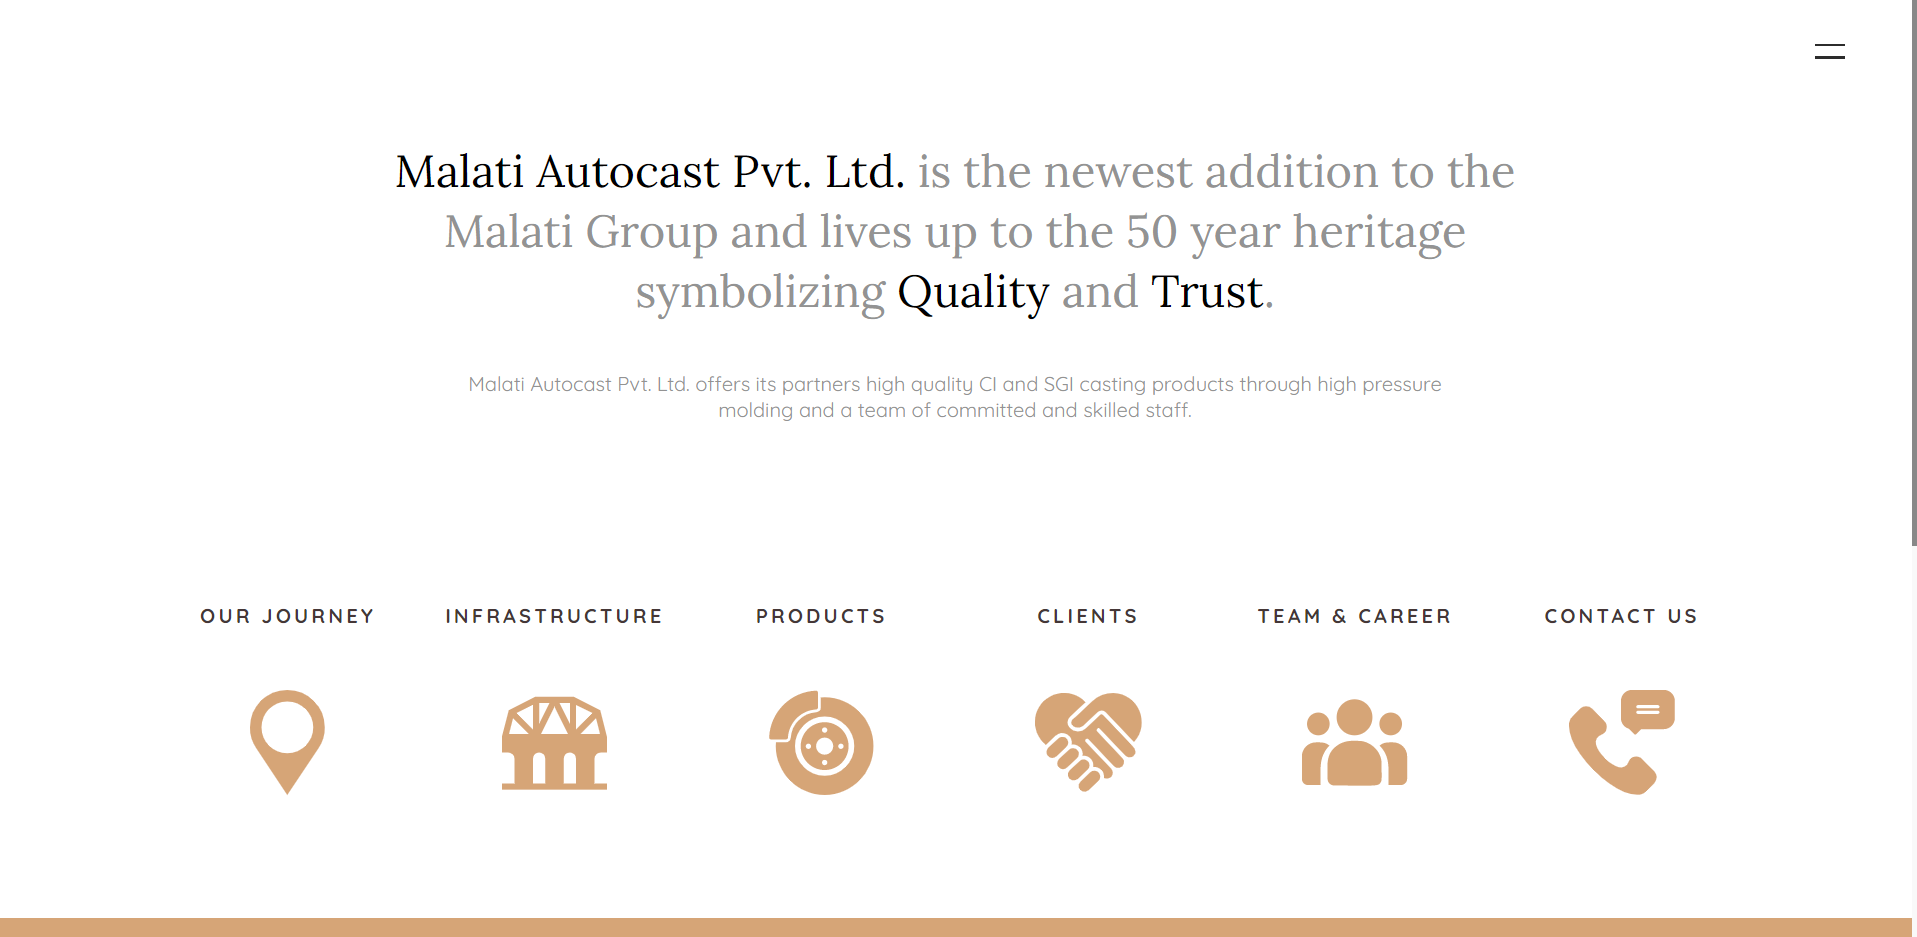 Malati Autocast Pvt. Ltd. is the newest addition to the
Malati Group and lives up to the 50 year heritage
symbolizing Quality and Trust.
Malati Autocast Pvt. Ltd. offers its partners high quality CI and SGI casting products through high pressure
molding and a team of committed and skilled staff.
OUR JOURNEY
INFRASTRUCTURE
PRODUCTS
CLIENTS
TEAM & CAREER
CONTACT US